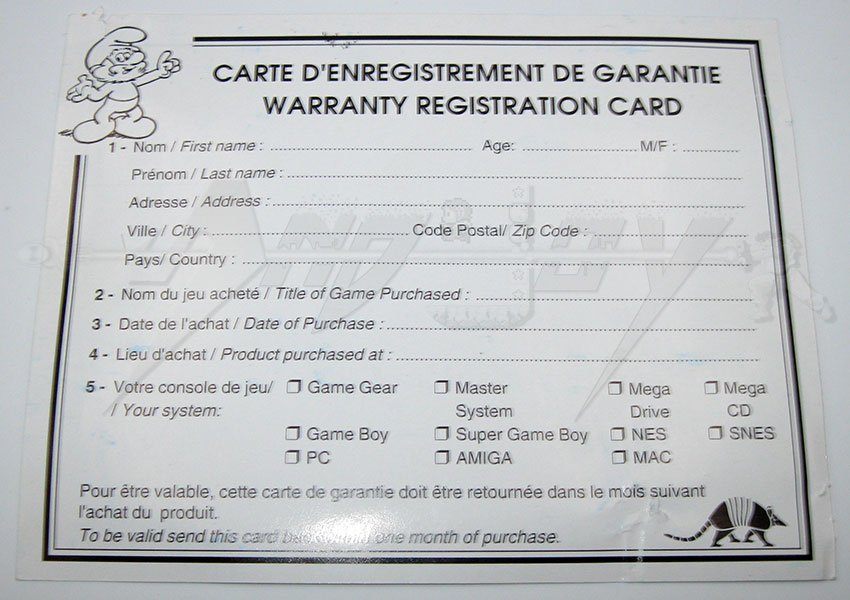 CARTE D'ENREGISTREMENT DE GARANTIE
WARRANTY REGISTRATION CARD
1 - Nom / First name : Age: M/F :
Prénom / Last name :
Adresse / Address :
Ville / City : Code Postal/ Zip Code :
Pays/ Country :
2 - Nom du jeu acheté / Title of Game Purchased :
3 - Date de l'achat / Date of Purchase :
4 - Lieu d'achat / Product purchased at :
5 - Votre console de jeu/ Game Gear Master Mega Mega
/ Your system: System Drive CD
Game Boy Super Game Boy NES SNES
PC AMIGA MAC
Pour être valable, cette carte de garantie doit être retournée dans le mois suivant
l'achat du produit.
To be valid send this card one month of purchase.